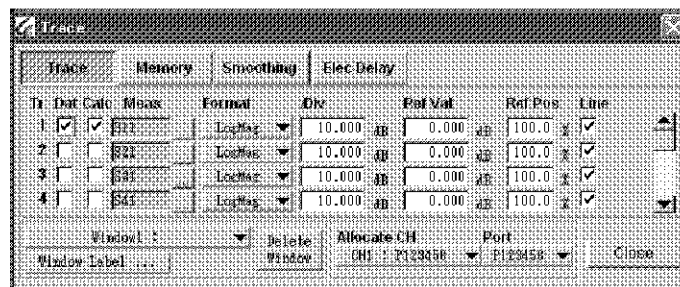 Trace
Trace Memory Smoothing Elec Delay
Tr Dat Calc Meas Format /Div Ref Val Ref Pos Line
1 LogMag 10.000 dB 0.000 dB 100.0 %
2 S21 LogMag 10.000 dB 0.000 dB 100.0 %
3 S31 LogMag 10.000 dB 0.000 dB 100.0 %
4 S41 LogMag 10.000 dB 0.000 dB 100.0 %
Window1 : Delete Window Allocate CH Port
Window Label ... CH1 : P123456 P123456 Close